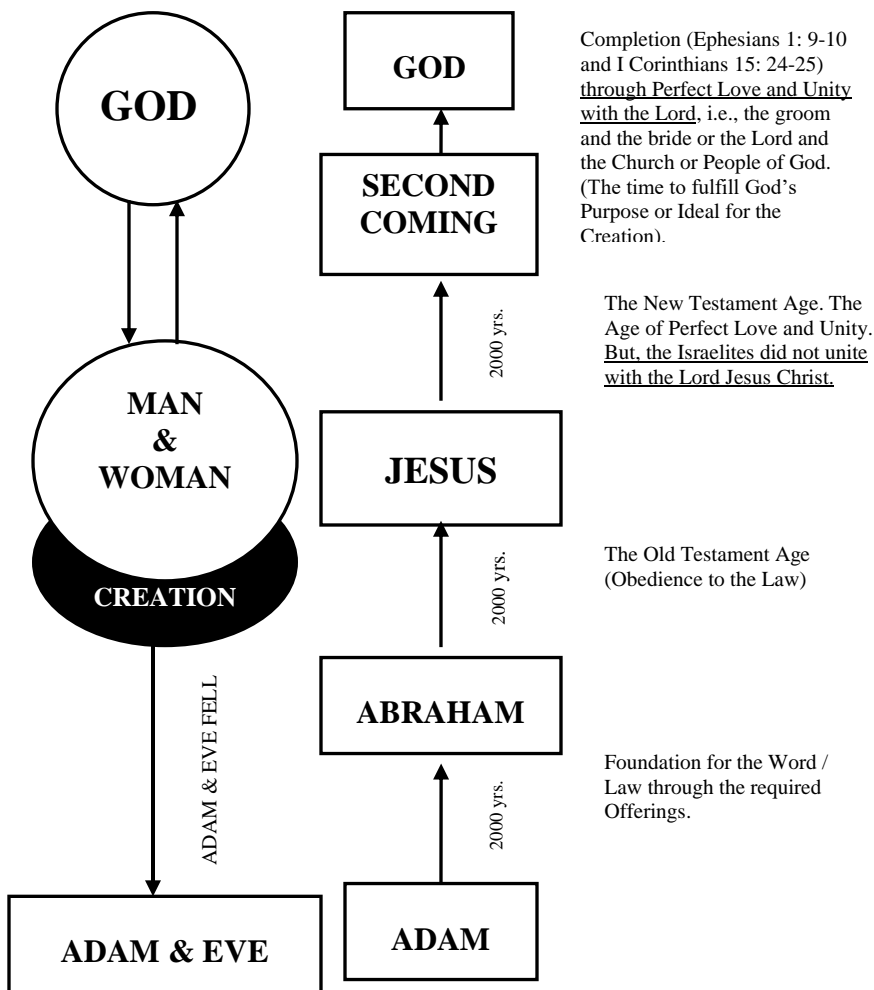 GOD
MAN
&
WOMAN
CREATION
ADAM & EVE FELL
ADAM & EVE
GOD
SECOND
COMING
2000 yrs.
JESUS
2000 yrs.
ABRAHAM
2000 yrs.
ADAM
Completion (Ephesians 1: 9-10
and I Corinthians 15: 24-25)
through Perfect Love and Unity
with the Lord, i.e., the groom
and the bride or the Lord and
the Church or People of God.
(The time to fulfill God’s
Purpose or Ideal for the
Creation).
The New Testament Age. The
Age of Perfect Love and Unity.
But, the Israelites did not unite
with the Lord Jesus Christ.
The Old Testament Age
(Obedience to the Law)
Foundation for the Word /
Law through the required
Offerings.